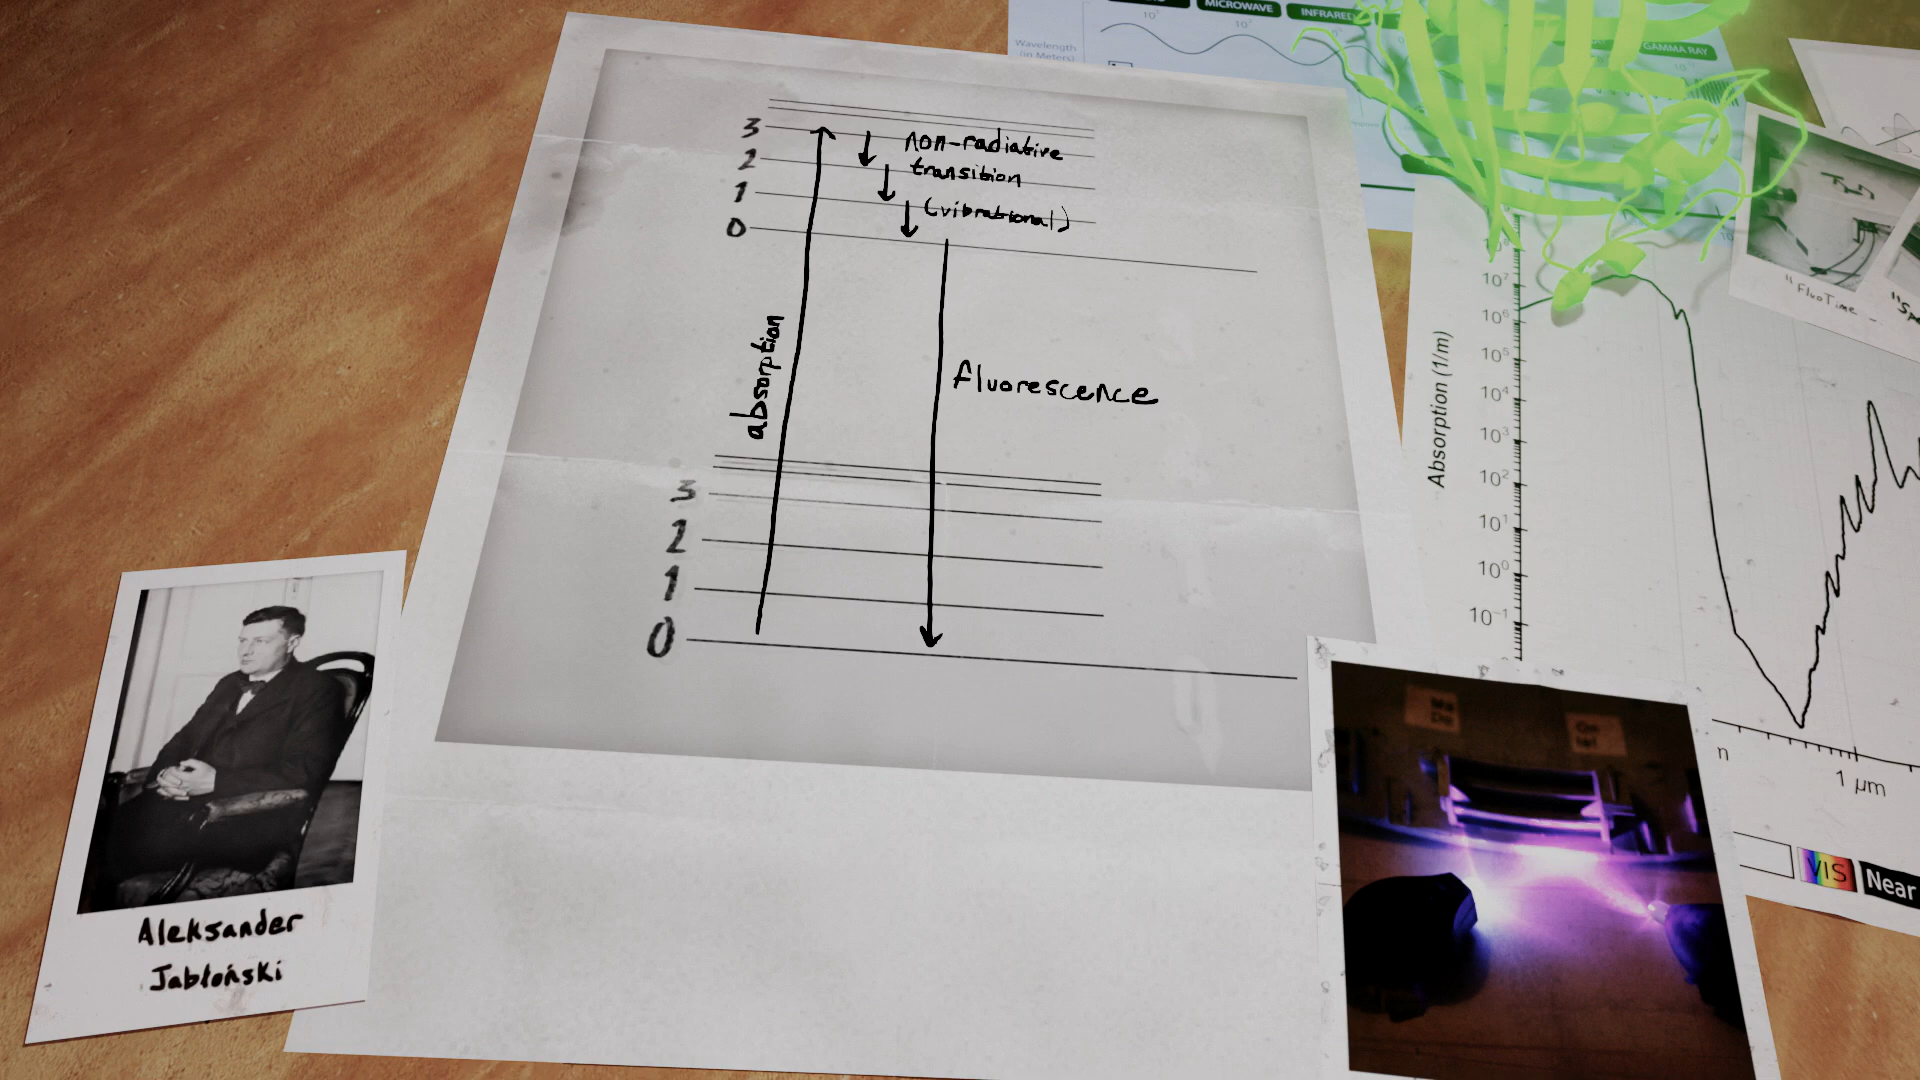 MICROWAVE
INFRARED
GAMMA RAY
Wavelength
(in Meters)
3
2
1
0
non-radiative
transition
(vibrational)
absorption
fluorescence
3
2
1
0
Aleksander
Jabłoński
"FluoTime -
Absorption (1/m)
10⁷
10⁶
10⁵
10⁴
10³
10²
10¹
10⁰
10⁻¹
1 µm
VIS
Near